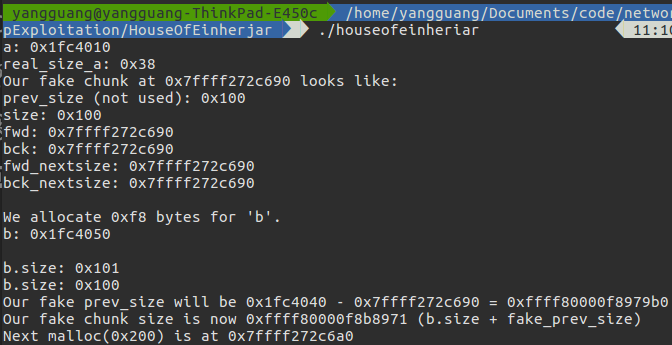 yangguang@yangguang-ThinkPad-E450c /home/yangguang/Documents/code/networ
pExploitation/HouseOfEinherjar ./houseofeinheriar 11:10
a: 0x1fc4010
real_size_a: 0x38
Our fake chunk at 0x7ffff272c690 looks like:
prev_size (not used): 0x100
size: 0x100
fwd: 0x7ffff272c690
bck: 0x7ffff272c690
fwd_nextsize: 0x7ffff272c690
bck_nextsize: 0x7ffff272c690
We allocate 0xf8 bytes for 'b'.
b: 0x1fc4050
b.size: 0x101
b.size: 0x100
Our fake prev_size will be 0x1fc4040 - 0x7ffff272c690 = 0xffff80000f8979b0
Our fake chunk size is now 0xffff80000f8b8971 (b.size + fake_prev_size)
Next malloc(0x200) is at 0x7ffff272c6a0